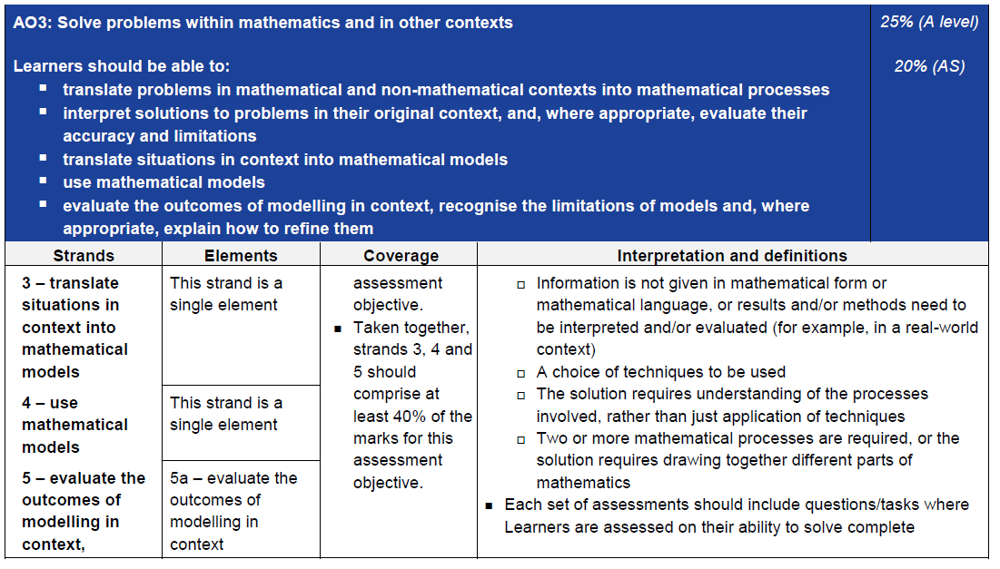 AO3: Solve problems within mathematics and in other contexts
25% (A level)
Learners should be able to:
20% (AS)
▪ translate problems in mathematical and non-mathematical contexts into mathematical processes
▪ interpret solutions to problems in their original context, and, where appropriate, evaluate their
accuracy and limitations
▪ translate situations in context into mathematical models
▪ use mathematical models
▪ evaluate the outcomes of modelling in context, recognise the limitations of models and, where
appropriate, explain how to refine them
Strands
Elements
Coverage
Interpretation and definitions
3 – translate
situations in
context into
mathematical
models
This strand is a
single element
4 – use
mathematical
models
This strand is a
single element
5 – evaluate the
outcomes of
modelling in
context,
5a – evaluate the
outcomes of
modelling in
context
assessment
objective.
▪ Taken together,
strands 3, 4 and
5 should
comprise at
least 40% of the
marks for this
assessment
objective.
□ Information is not given in mathematical form or
mathematical language, or results and/or methods need to
be interpreted and/or evaluated (for example, in a real-world
context)
□ A choice of techniques to be used
□ The solution requires understanding of the processes
involved, rather than just application of techniques
□ Two or more mathematical processes are required, or the
solution requires drawing together different parts of
mathematics
▪ Each set of assessments should include questions/tasks where
Learners are assessed on their ability to solve complete